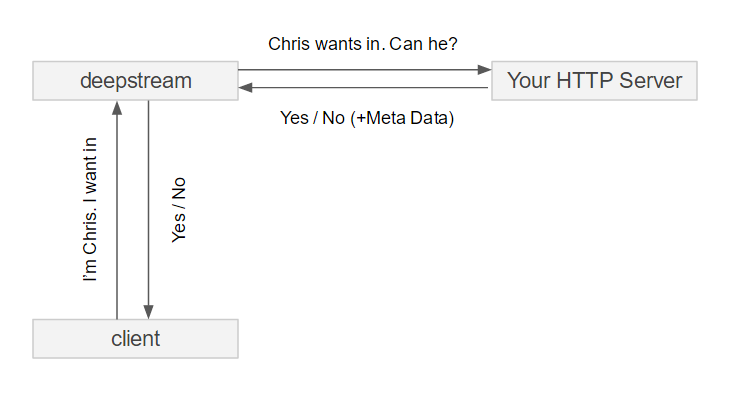 Chris wants in. Can he?
deepstream
Your HTTP Server
Yes / No (+Meta Data)
I'm Chris. I want in
Yes / No
client